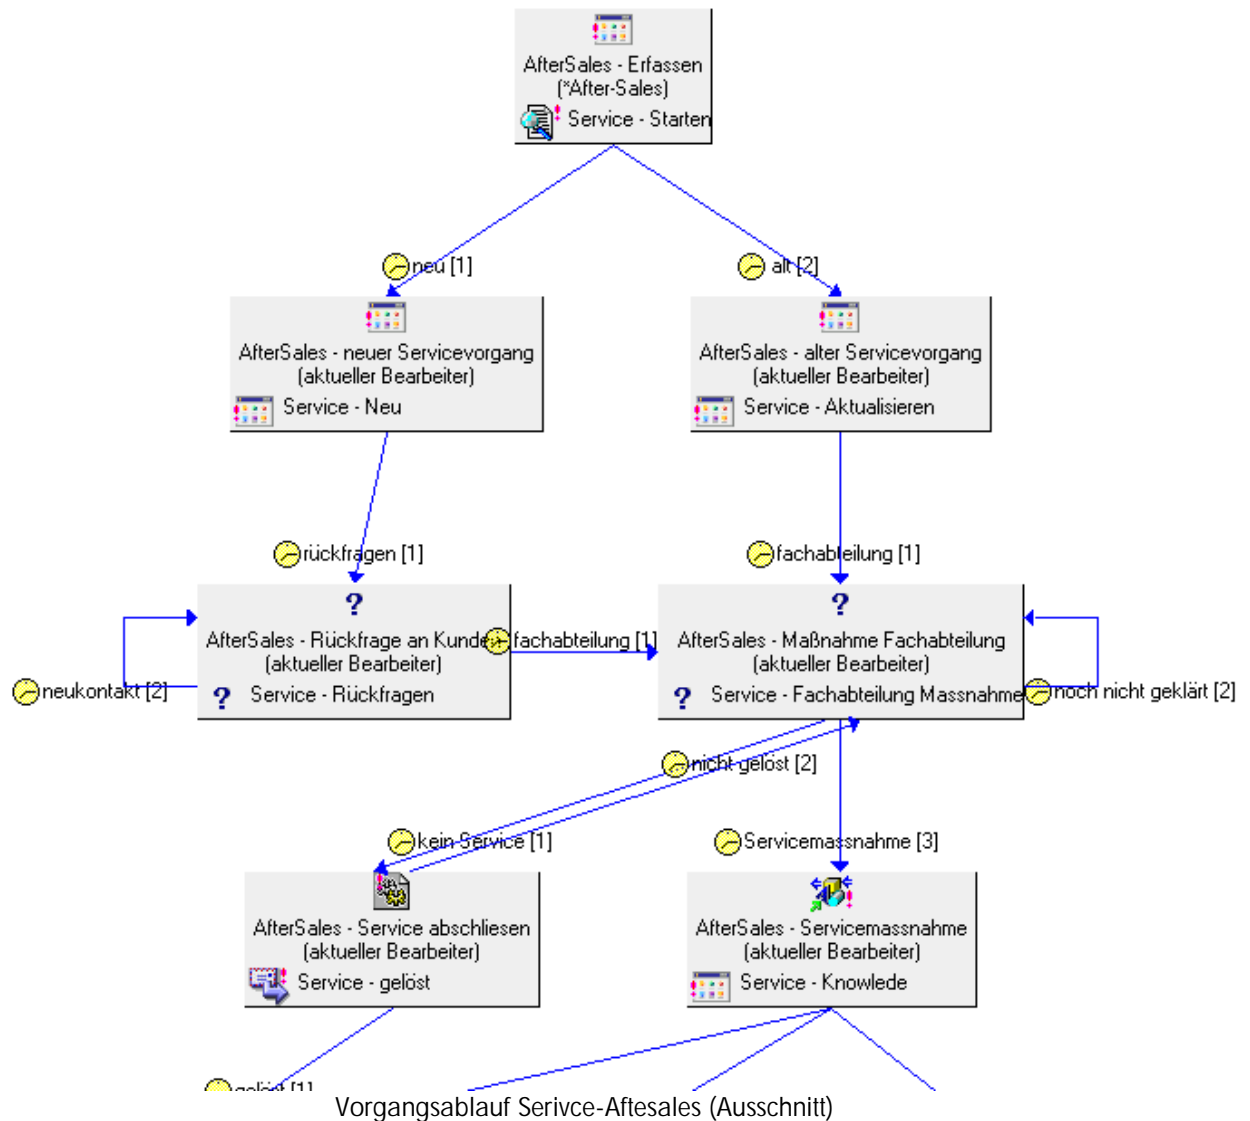 AfterSales - Erfassen
(*After-Sales)
Service - Starten
neu [1]
alt [2]
AfterSales - neuer Servicevorgang
(aktueller Bearbeiter)
Service - Neu
AfterSales - alter Servicevorgang
(aktueller Bearbeiter)
Service - Aktualisieren
rückfragen [1]
fachabteilung [1]
?
AfterSales - Rückfrage an Kunde
(aktueller Bearbeiter)
? Service - Rückfragen
neukontakt [2]
fachabteilung [1]
?
AfterSales - Maßnahme Fachabteilung
(aktueller Bearbeiter)
? Service - Fachabteilung Massnahme
noch nicht geklärt [2]
nicht gelöst [2]
kein Service [1]
Servicemassnahme [3]
AfterSales - Service abschliesen
(aktueller Bearbeiter)
Service - gelöst
AfterSales - Servicemassnahme
(aktueller Bearbeiter)
Service - Knowlede
gelöst [1]
Vorgangsablauf Serivce-Aftesales (Ausschnitt)